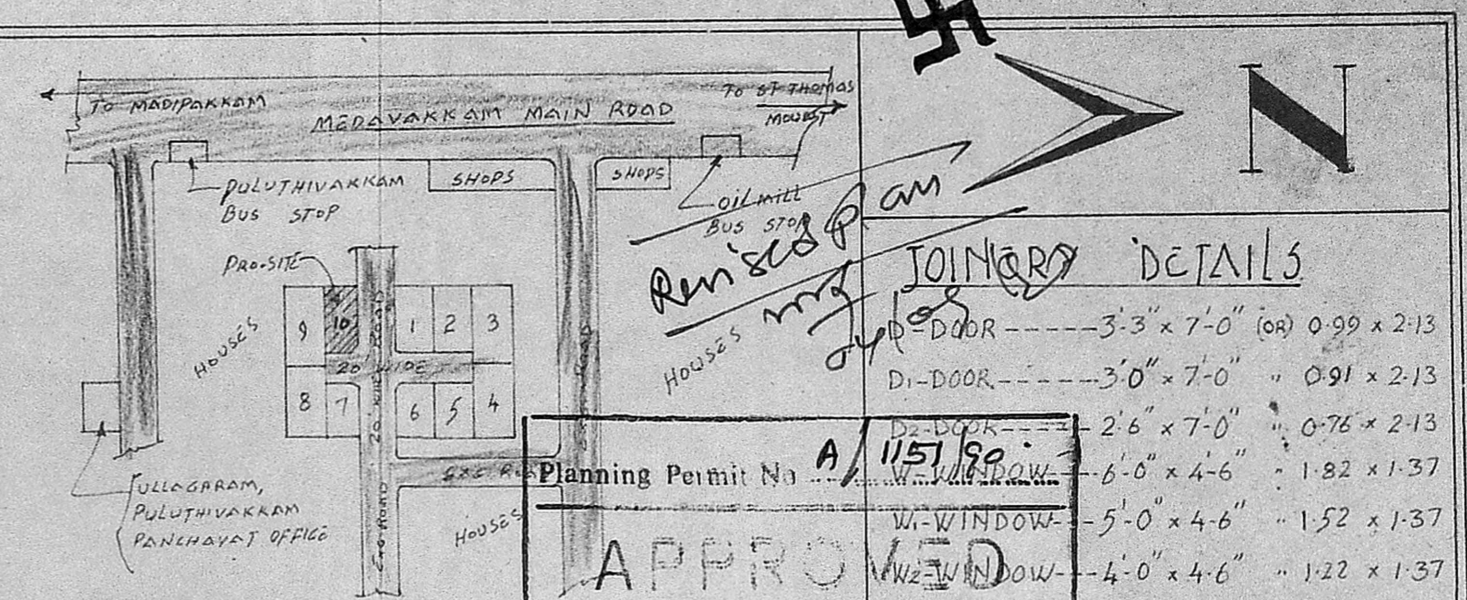 TO MADIPAKKAM
MEDAVAKKAM MAIN ROAD
TO ST THOMAS
MOUNT
PULUTHIVAKKAM
BUS STOP
SHOPS
SHOPS
OIL MILL
BUS STOP
PRO-SITE
HOUSES
9
10
1
2
3
20' WIDE
8
7
6
5
4
HOUSES
HOUSES
ULLAGARAM,
PULUTHIVAKKAM
PANCHAYAT OFFICE
Revised plan
N
JOINERY DETAILS
D-DOOR-----3'-3" x 7'-0" (OR) 0.99 x 2.13
D1-DOOR-----3'0" x 7'-0" " 0.91 x 2.13
D2-DOOR-----2'6" x 7'-0" " 0.76 x 2.13
W-WINDOW--6'-0" x 4'-6" " 1.82 x 1.37
W1-WINDOW--5'-0" x 4'-6" " 1.52 x 1.37
W2-WINDOW--4'-0" x 4'-6" " 1.22 x 1.37
Planning Permit No A/1151/90
APPROVED